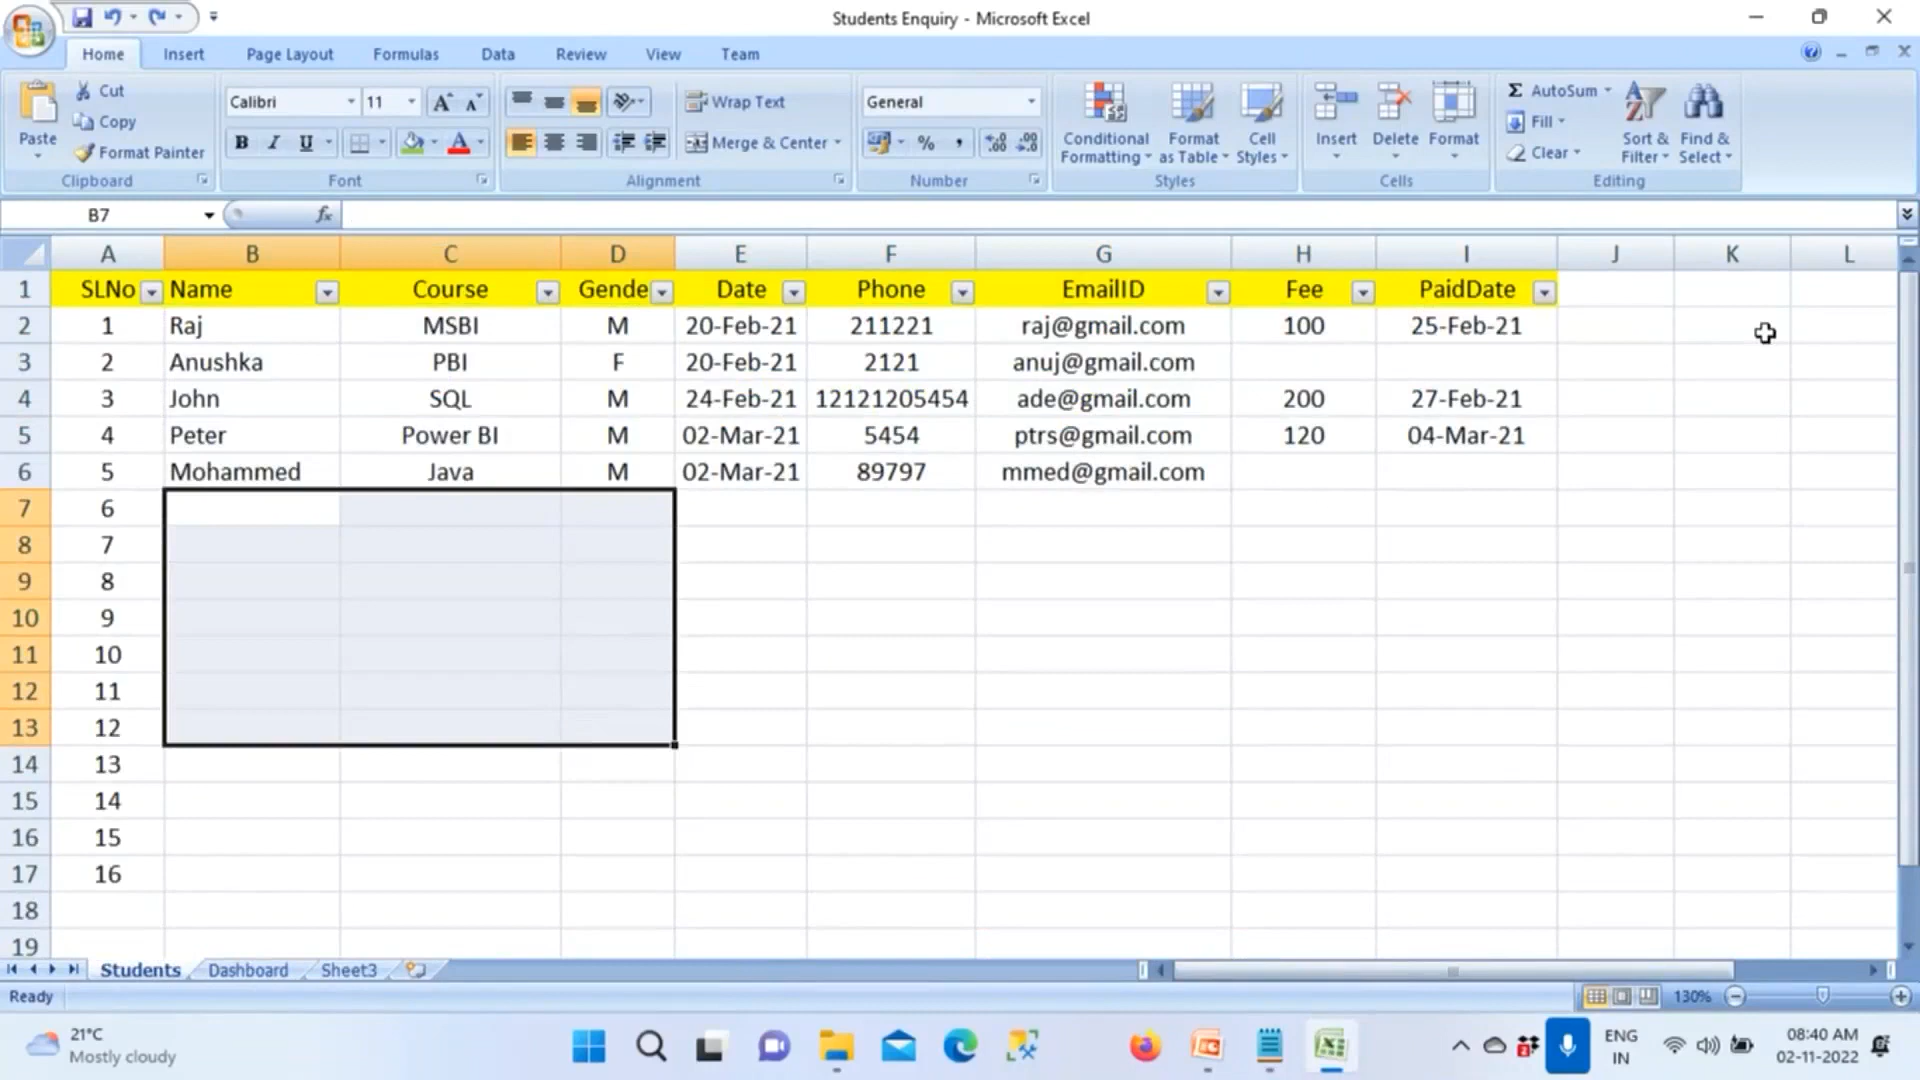 Students Enquiry - Microsoft Excel
Home Insert Page Layout Formulas Data Review View Team
Paste
Cut
Copy
Format Painter
Clipboard
Calibri 11
A A
B I U A
Font
Wrap Text
Merge & Center
Alignment
General
% ,
Number
Conditional Formatting
Format as Table
Cell Styles
Styles
Insert Delete Format
Cells
Σ AutoSum
Fill
Clear
Sort & Filter
Find & Select
Editing
B7 fx
A B C D E F G H I J K L
1 SLNo Name Course Gende Date Phone EmailID Fee PaidDate
2 1 Raj MSBI M 20-Feb-21 211221 raj@gmail.com 100 25-Feb-21
3 2 Anushka PBI F 20-Feb-21 2121 anuj@gmail.com
4 3 John SQL M 24-Feb-21 12121205454 ade@gmail.com 200 27-Feb-21
5 4 Peter Power BI M 02-Mar-21 5454 ptrs@gmail.com 120 04-Mar-21
6 5 Mohammed Java M 02-Mar-21 89797 mmed@gmail.com
7 6
8 7
9 8
10 9
11 10
12 11
13 12
14 13
15 14
16 15
17 16
18
19
Students Dashboard Sheet3
Ready 130%
21°C
Mostly cloudy
ENG
IN
08:40 AM
02-11-2022